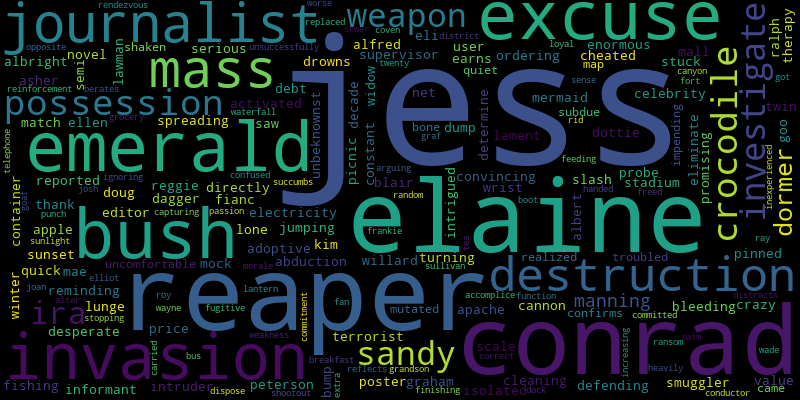 rendezvous
worse
journalist
weapon
excuse
replaced
coven
opposite
novel
shaken
serious
alfred
eli
district
unsuccessfully
user
enormous
cheated
loyal
mall
ralph
therapy
albright
semi
lawman
mass
drowns
supervisor
earns
ordering
map
stuck
twenty
quiet
celebrity
sense
canyon
fort
got
asher
debt
reinforcement
berates
activated
possession
jess
net
mermaid
subdue
rid
twin
match
ellen
grocery
waterfall
spreading
saw
unbeknownst
picnic
decade
constant
widow
bone
dump
graf
determine
lament
dottie
impending
eliminate
promising
crocodile
investigate
goo
dormer
inexperienced
telephone
emerald
arguing
feeding
convincing
probe
reported
ignoring
confused
reggie
directly
blair
wrist
slash
stadium
container
thank
josh
doug
dagger
fianc
succumbs
random
intrigued
handed
freed
punch
capturing
passion
editor
electricity
boot
albert
apple
bush
lone
jumping
frankie
elaine
sunlight
sunset
adoptive
kim
tea
realized
troubled
ray
pinned
quick
mae
elliot
uncomfortable
mock
morale
abduction
willard
turning
sullivan
winter
joan
reminding
reaper
lantern
fan
mutated
accomplice
function
destruction
altar
roy
lunge
stopping
wayne
fugitive
commitment
apache
cannon
manning
bleeding
crazy
ira
price
weakness
terrorist
confirms
committed
distracts
desperate
carried
invasion
bus
breakfast
sandy
scale
correct
conrad
increasing
ransom
swim
wade
reflects
grandson
heavily
fishing
informant
intruder
dispose
peterson
shootout
bump
extra
poster
graham
finishing
isolated
cleaning
dock
defending
smuggler
value
came
conductor